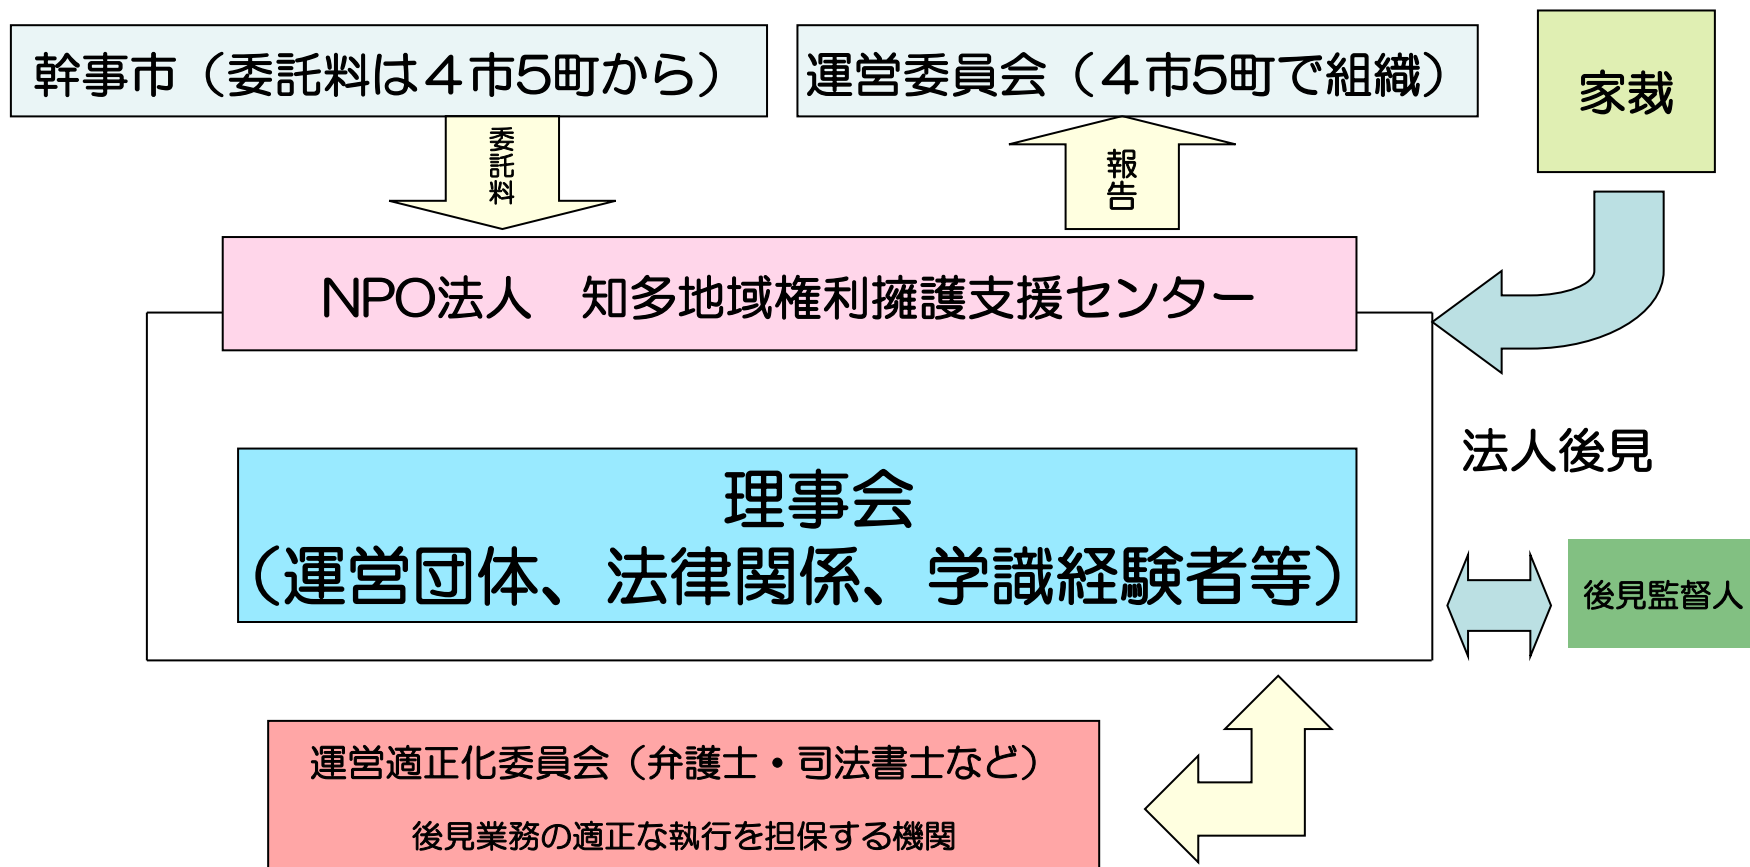 幹事市（委託料は４市５町から）
運営委員会（４市５町で組織）
家裁
委託料
報告
NPO法人　知多地域権利擁護支援センター
法人後見
理事会
（運営団体、法律関係、学識経験者等）
後見監督人
運営適正化委員会（弁護士・司法書士など）
後見業務の適正な執行を担保する機関